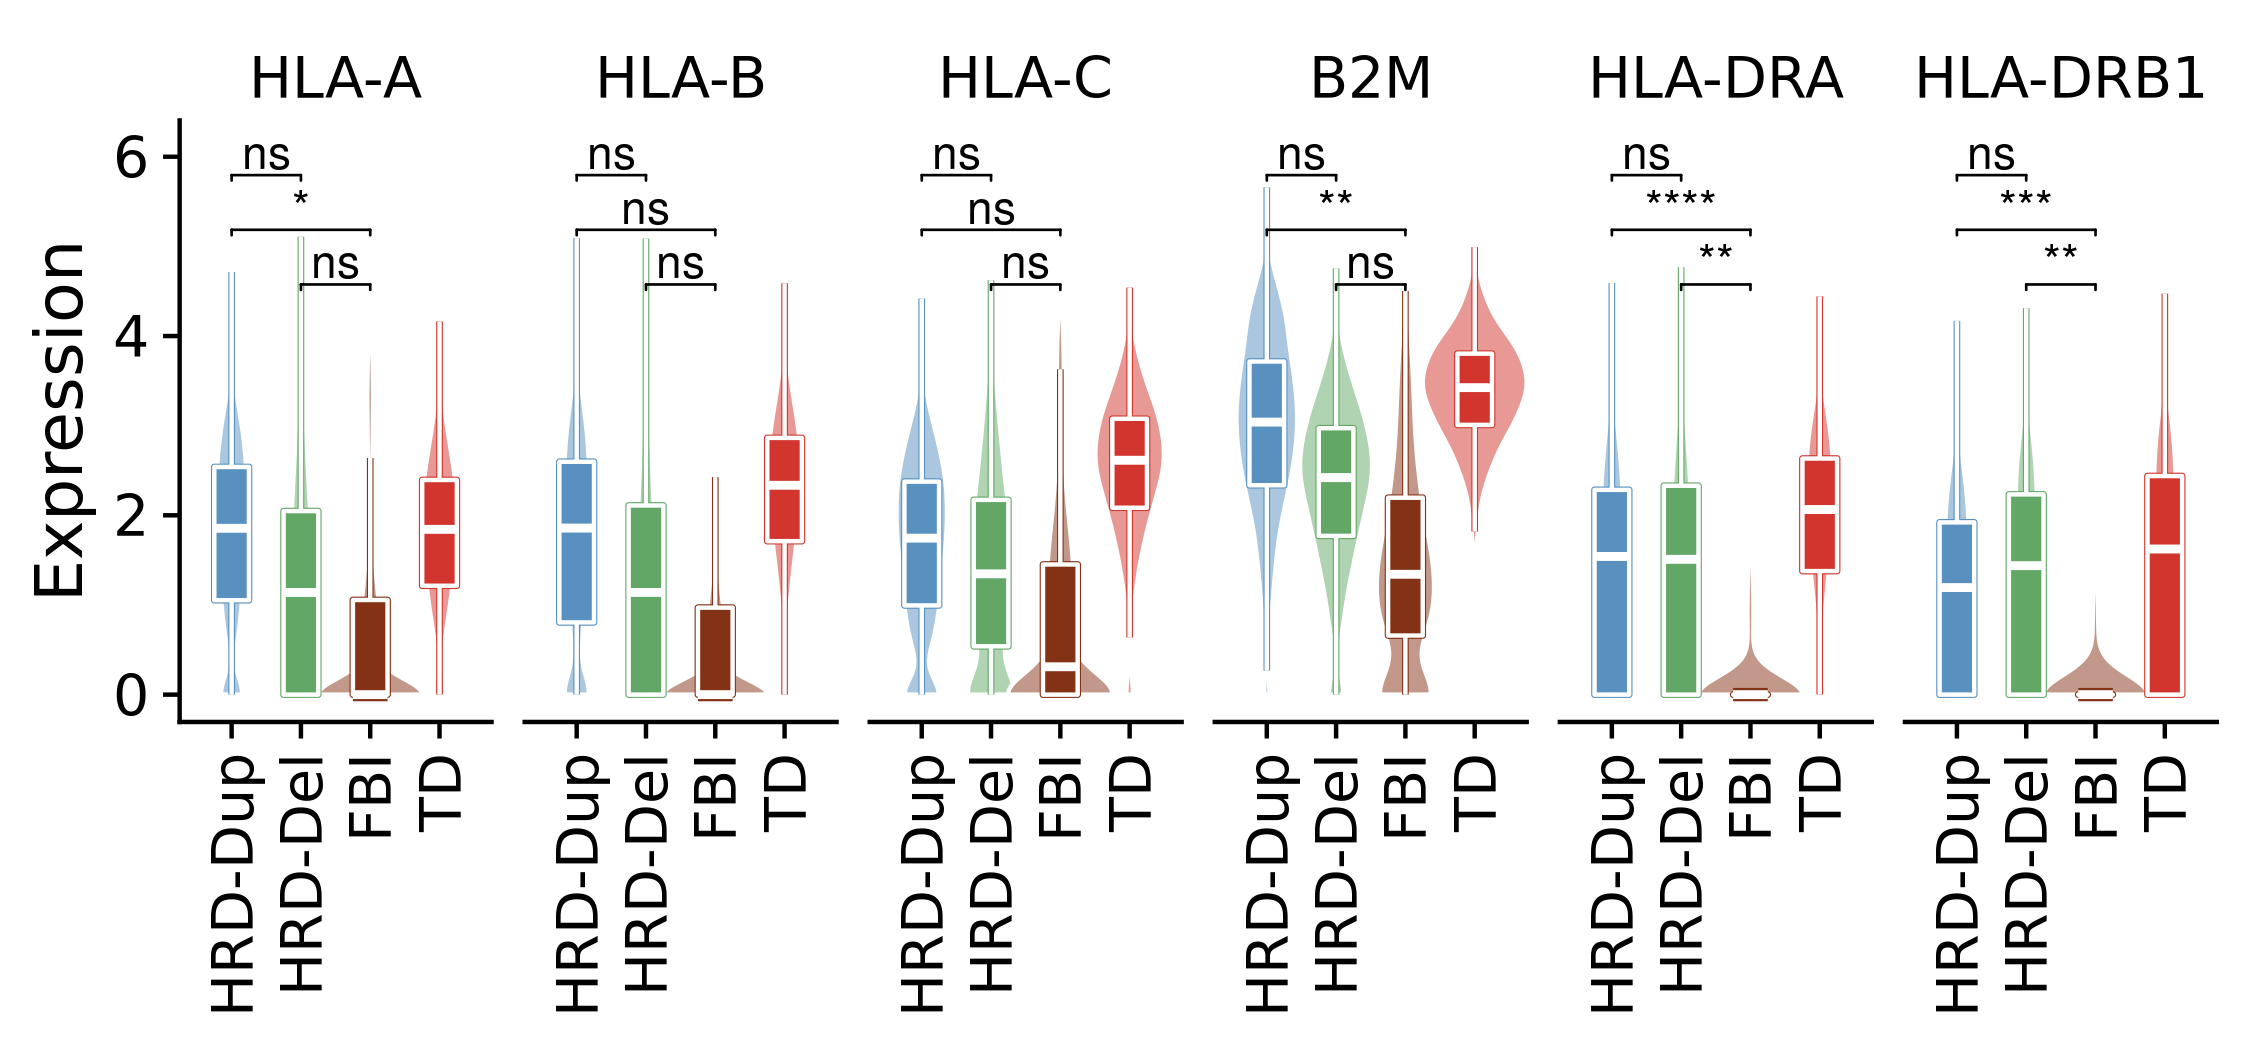 HLA-A HLA-B HLA-C B2M HLA-DRA HLA-DRB1
6 ns ns ns ns ns ns
* ns ns ** **** ***
ns ns ns ns ** **
4
2
0
Expression
HRD-Dup HRD-Del FBI TD HRD-Dup HRD-Del FBI TD HRD-Dup HRD-Del FBI TD HRD-Dup HRD-Del FBI TD HRD-Dup HRD-Del FBI TD HRD-Dup HRD-Del FBI TD